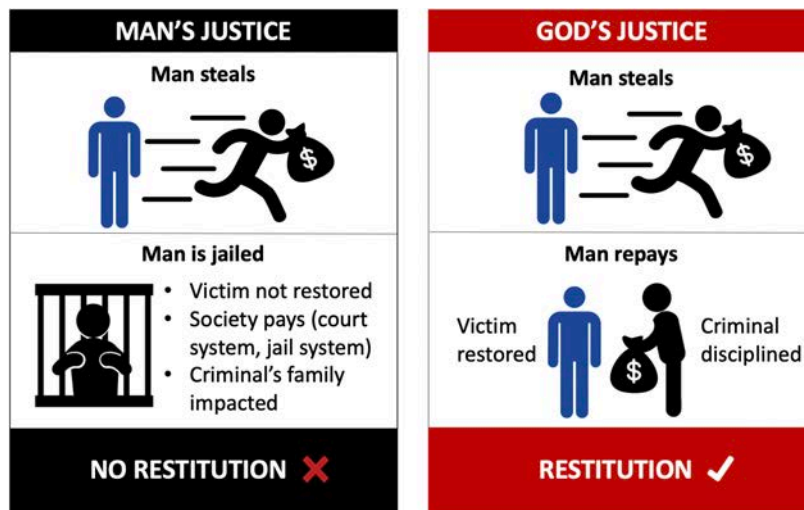 MAN'S JUSTICE
Man steals
$
Man is jailed
• Victim not restored
• Society pays (court
system, jail system)
• Criminal's family
impacted
NO RESTITUTION ✗
GOD'S JUSTICE
Man steals
$
Man repays
Victim
restored
$
Criminal
disciplined
RESTITUTION ✓